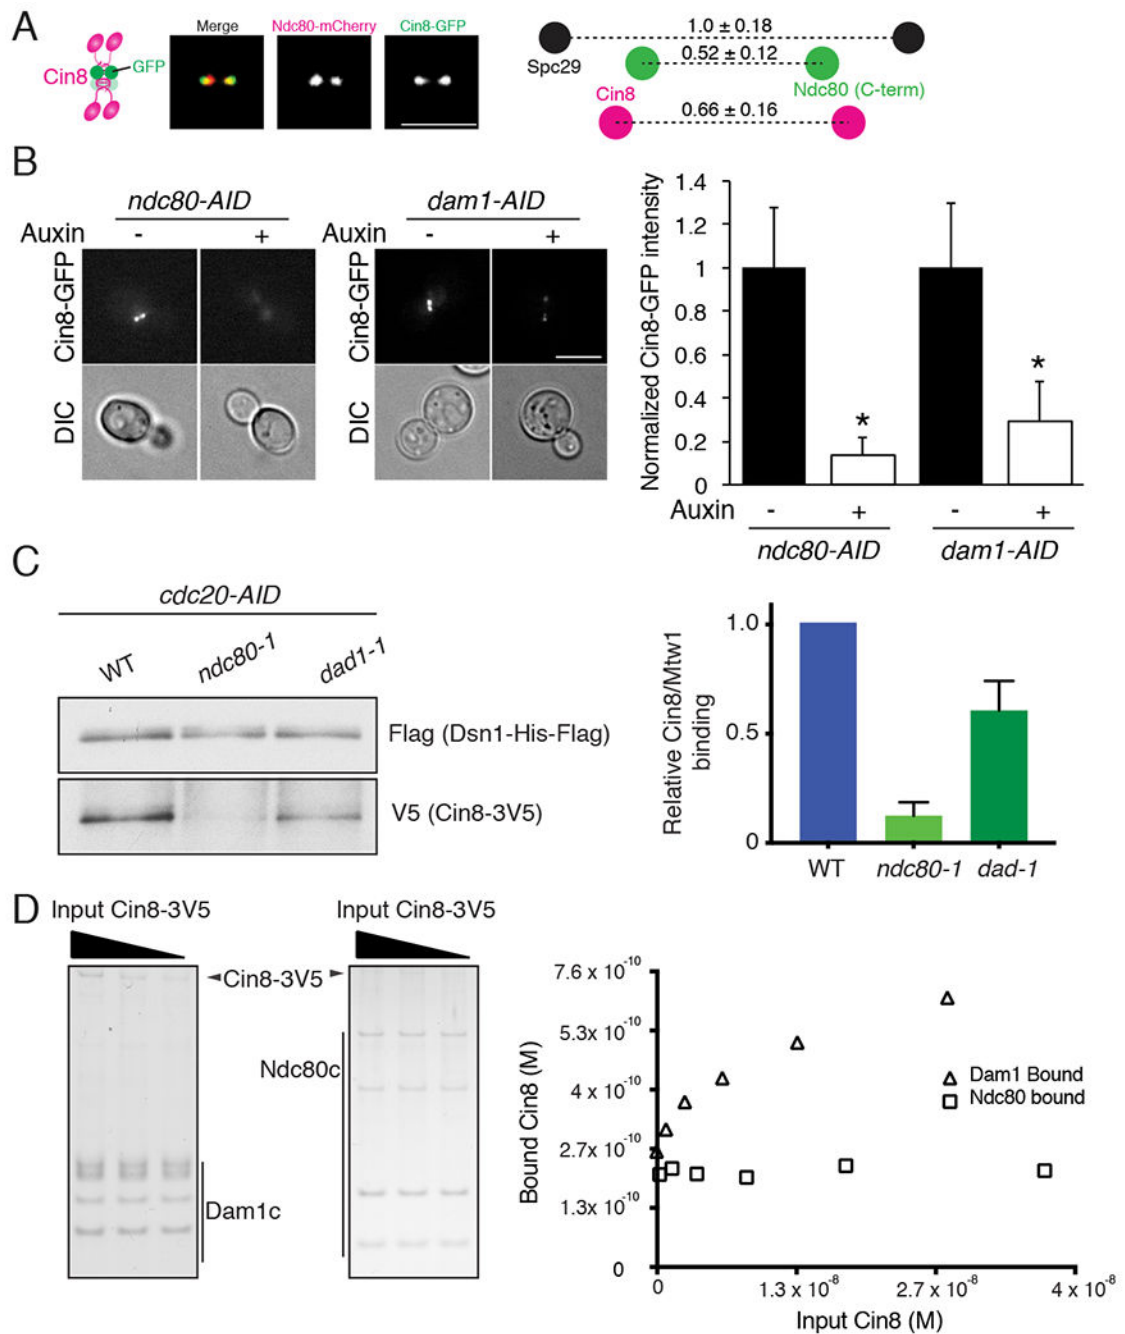 A
Merge
Ndc80-mCherry
Cin8-GFP
Cin8
GFP
1.0 ± 0.18
Spc29
0.52 ± 0.12
Cin8
Ndc80 (C-term)
0.66 ± 0.16
B
ndc80-AID
dam1-AID
Auxin - +
Auxin - +
Cin8-GFP
Cin8-GFP
DIC
DIC
Normalized Cin8-GFP intensity
1.4
1.2
1
0.8
0.6
0.4
0.2
0
*
*
Auxin - + - +
ndc80-AID
dam1-AID
C
cdc20-AID
WT
ndc80-1
dad1-1
Flag (Dsn1-His-Flag)
V5 (Cin8-3V5)
Relative Cin8/Mtw1
binding
1.0
0.5
0
WT
ndc80-1
dad-1
D
Input Cin8-3V5
Input Cin8-3V5
Cin8-3V5
Ndc80c
Dam1c
Bound Cin8 (M)
7.6 x 10-10
5.3x 10-10
4 x 10-10
2.7x 10-10
1.3x 10-10
0
Dam1 Bound
Ndc80 bound
0
1.3 x 10-8
2.7 x 10-8
4 x 10-8
Input Cin8 (M)